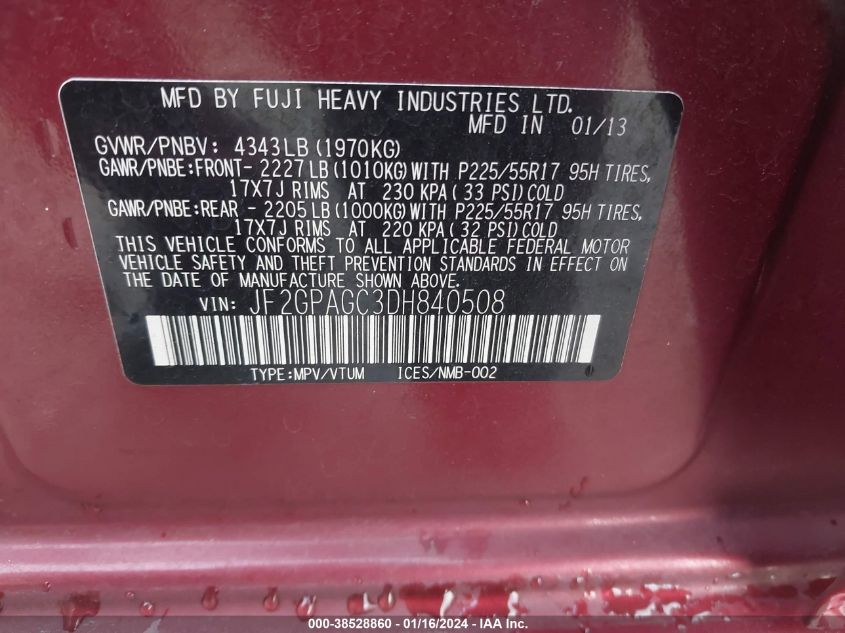 MFD BY FUJI HEAVY INDUSTRIES LTD.
MFD IN 01/13
GVWR/PNBV: 4343LB (1970KG)
GAWR/PNBE:FRONT- 2227LB (1010KG) WITH P225/55R17 95H TIRES,
17X7J RIMS AT 230 KPA ( 33 PSI) COLD
GAWR/PNBE:REAR - 2205LB (1000KG) WITH P225/55R17 95H TIRES,
17X7J RIMS AT 220 KPA ( 32 PSI) COLD
THIS VEHICLE CONFORMS TO ALL APPLICABLE FEDERAL MOTOR
VEHICLE SAFETY AND THEFT PREVENTION STANDARDS IN EFFECT ON
THE DATE OF MANUFACTURE SHOWN ABOVE.
VIN: JF2GPAGC3DH840508
TYPE:MPV/VTUM ICES/NMB-002
000-38528860 - 01/16/2024 - IAA Inc.